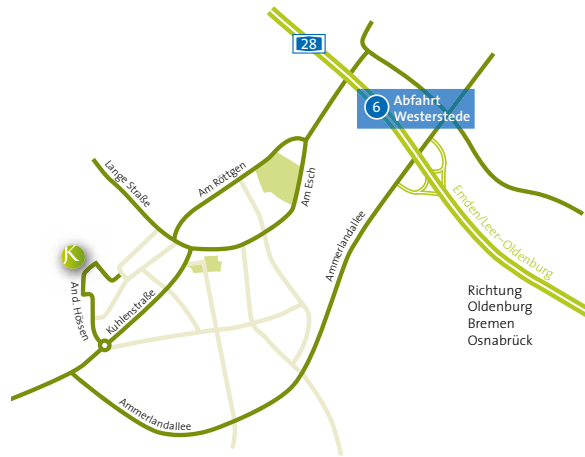 28
6
Abfahrt
Westerstede
Lange Straße
Am Röttgen
Am Esch
Emden/Leer–Oldenburg
JK
Ammerlandallee
An d. Hössen
Kuhlenstraße
Richtung
Oldenburg
Bremen
Osnabrück
Ammerlandallee